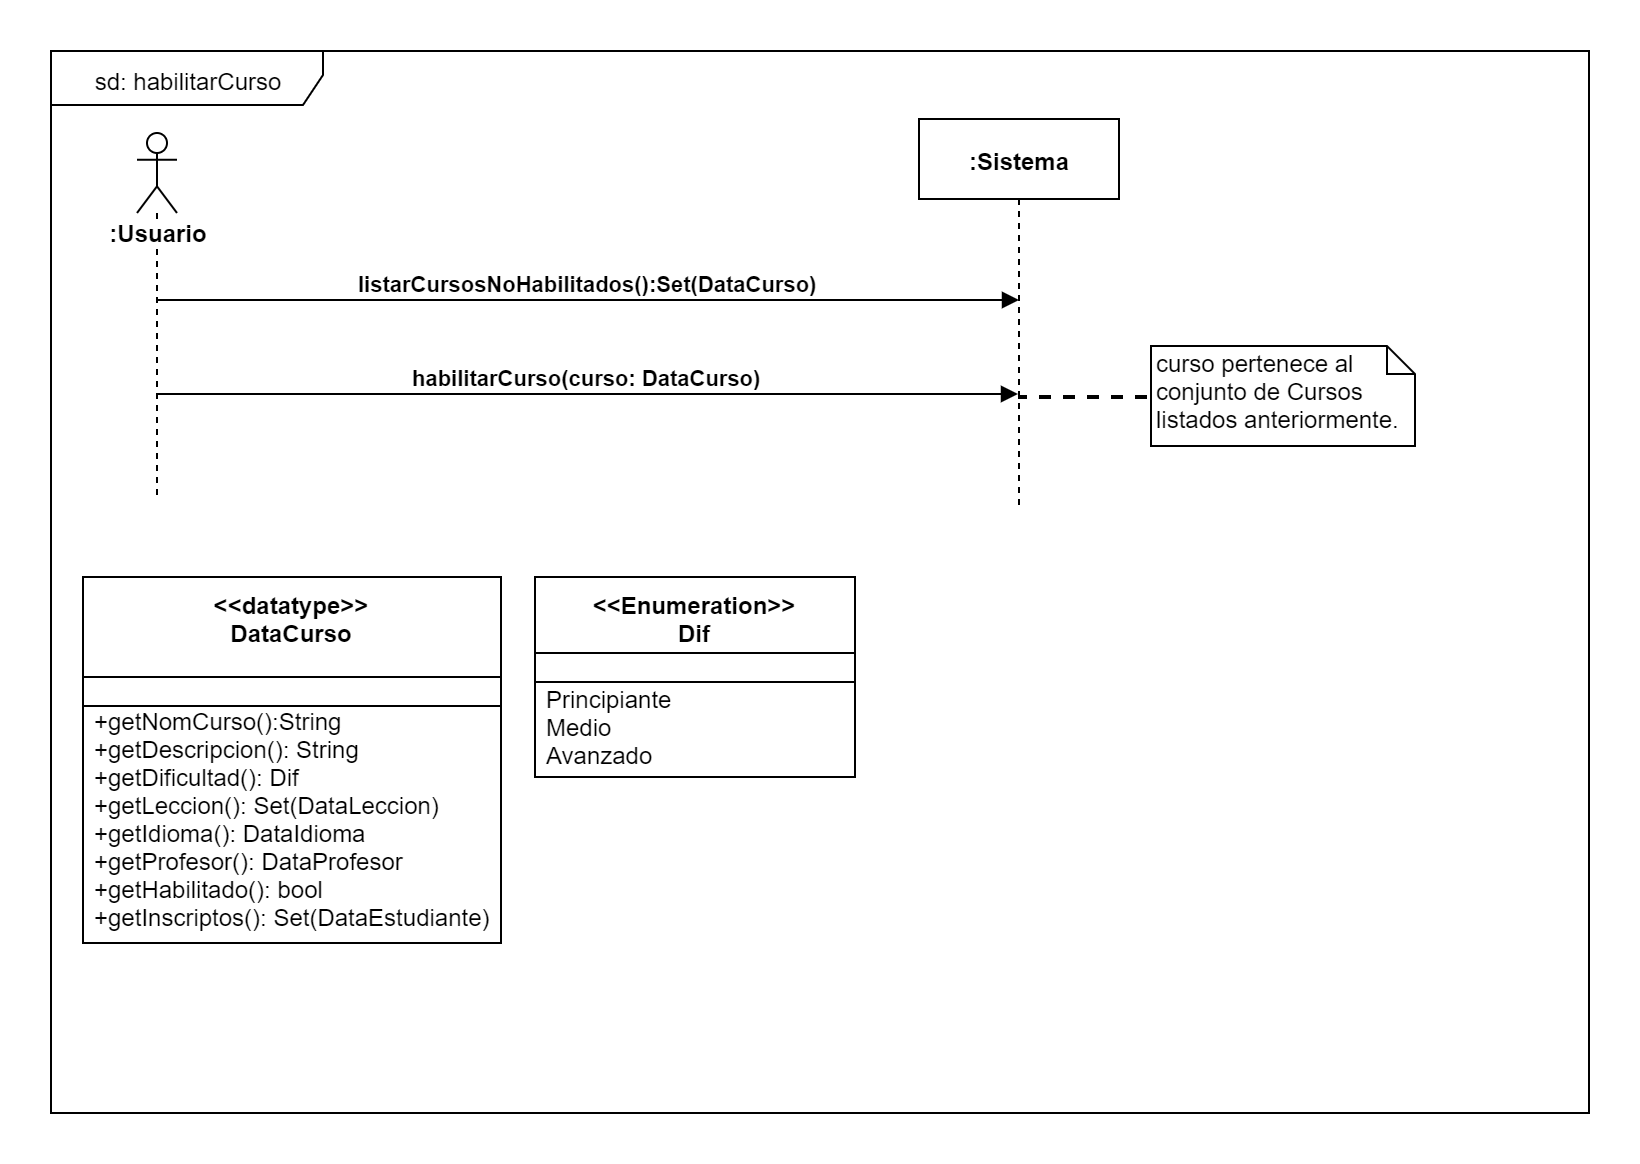 sd: habilitarCurso
:Usuario
:Sistema
listarCursosNoHabilitados():Set(DataCurso)
habilitarCurso(curso: DataCurso)
curso pertenece al
conjunto de Cursos
listados anteriormente.
<<datatype>>
DataCurso
+getNomCurso():String
+getDescripcion(): String
+getDificultad(): Dif
+getLeccion(): Set(DataLeccion)
+getIdioma(): DataIdioma
+getProfesor(): DataProfesor
+getHabilitado(): bool
+getInscriptos(): Set(DataEstudiante)
<<Enumeration>>
Dif
Principiante
Medio
Avanzado